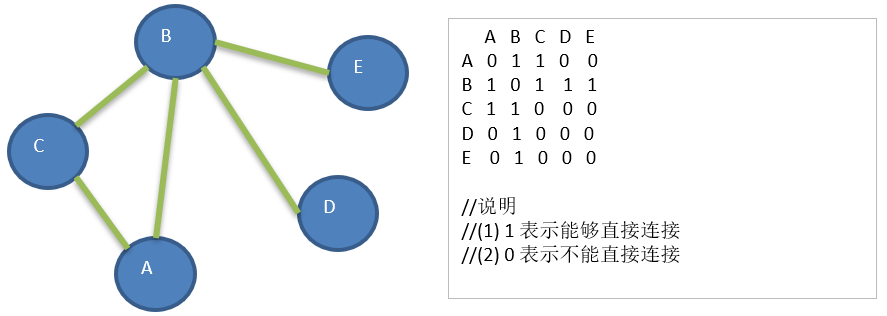 B
E
C
D
A
A B C D E
A 0 1 1 0 0
B 1 0 1 1 1
C 1 1 0 0 0
D 0 1 0 0 0
E 0 1 0 0 0
//说明
//(1) 1 表示能够直接连接
//(2) 0 表示不能直接连接